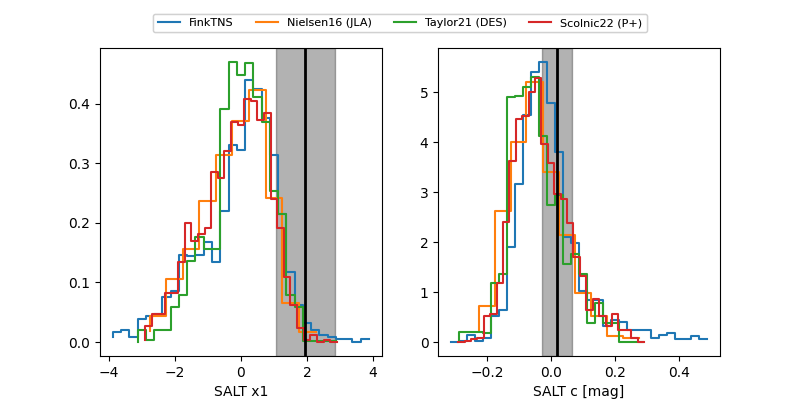 FinkTNS Nielsen16 (JLA) Taylor21 (DES) Scolnic22 (P+)
0.4
0.3
0.2
0.1
0.0
−4 −2 0 2 4
SALT x1
5
4
3
2
1
0
−0.2 0.0 0.2 0.4
SALT c [mag]